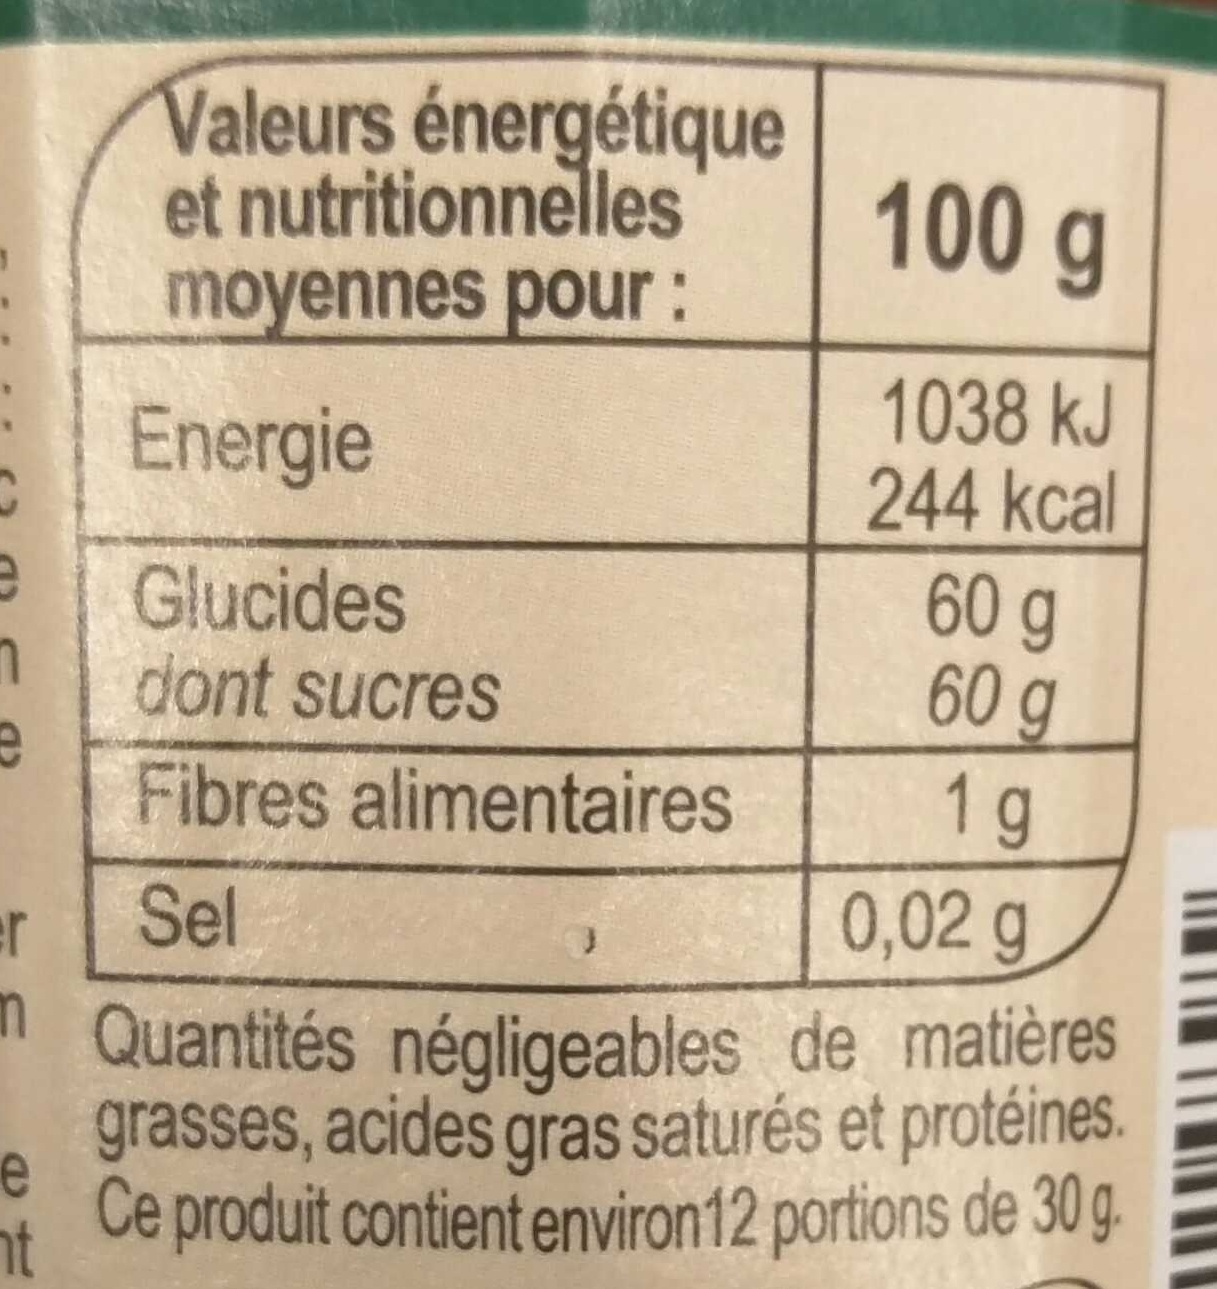 Valeurs énergétique
et nutritionnelles
moyennes pour :
100 g
Energie
1038 kJ
244 kcal
Glucides
60 g
dont sucres
60 g
Fibres alimentaires
1 g
Sel
0,02 g
Quantités négligeables de matières
grasses, acides gras saturés et protéines.
Ce produit contient environ12 portions de 30 g.